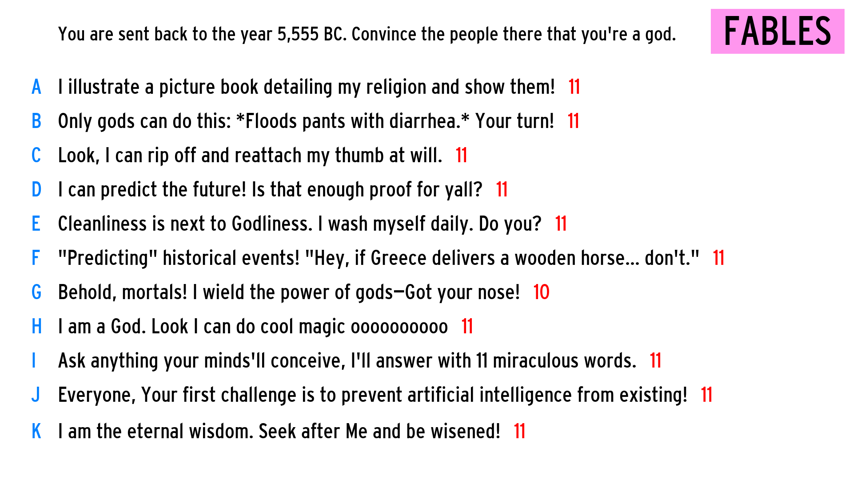 You are sent back to the year 5,555 BC. Convince the people there that you're a god.
FABLES
A I illustrate a picture book detailing my religion and show them! 11
B Only gods can do this: *Floods pants with diarrhea.* Your turn! 11
C Look, I can rip off and reattach my thumb at will. 11
D I can predict the future! Is that enough proof for yall? 11
E Cleanliness is next to Godliness. I wash myself daily. Do you? 11
F "Predicting" historical events! "Hey, if Greece delivers a wooden horse... don't." 11
G Behold, mortals! I wield the power of gods—Got your nose! 10
H I am a God. Look I can do cool magic oooooooooo 11
I Ask anything your minds'll conceive, I'll answer with 11 miraculous words. 11
J Everyone, Your first challenge is to prevent artificial intelligence from existing! 11
K I am the eternal wisdom. Seek after Me and be wisened! 11